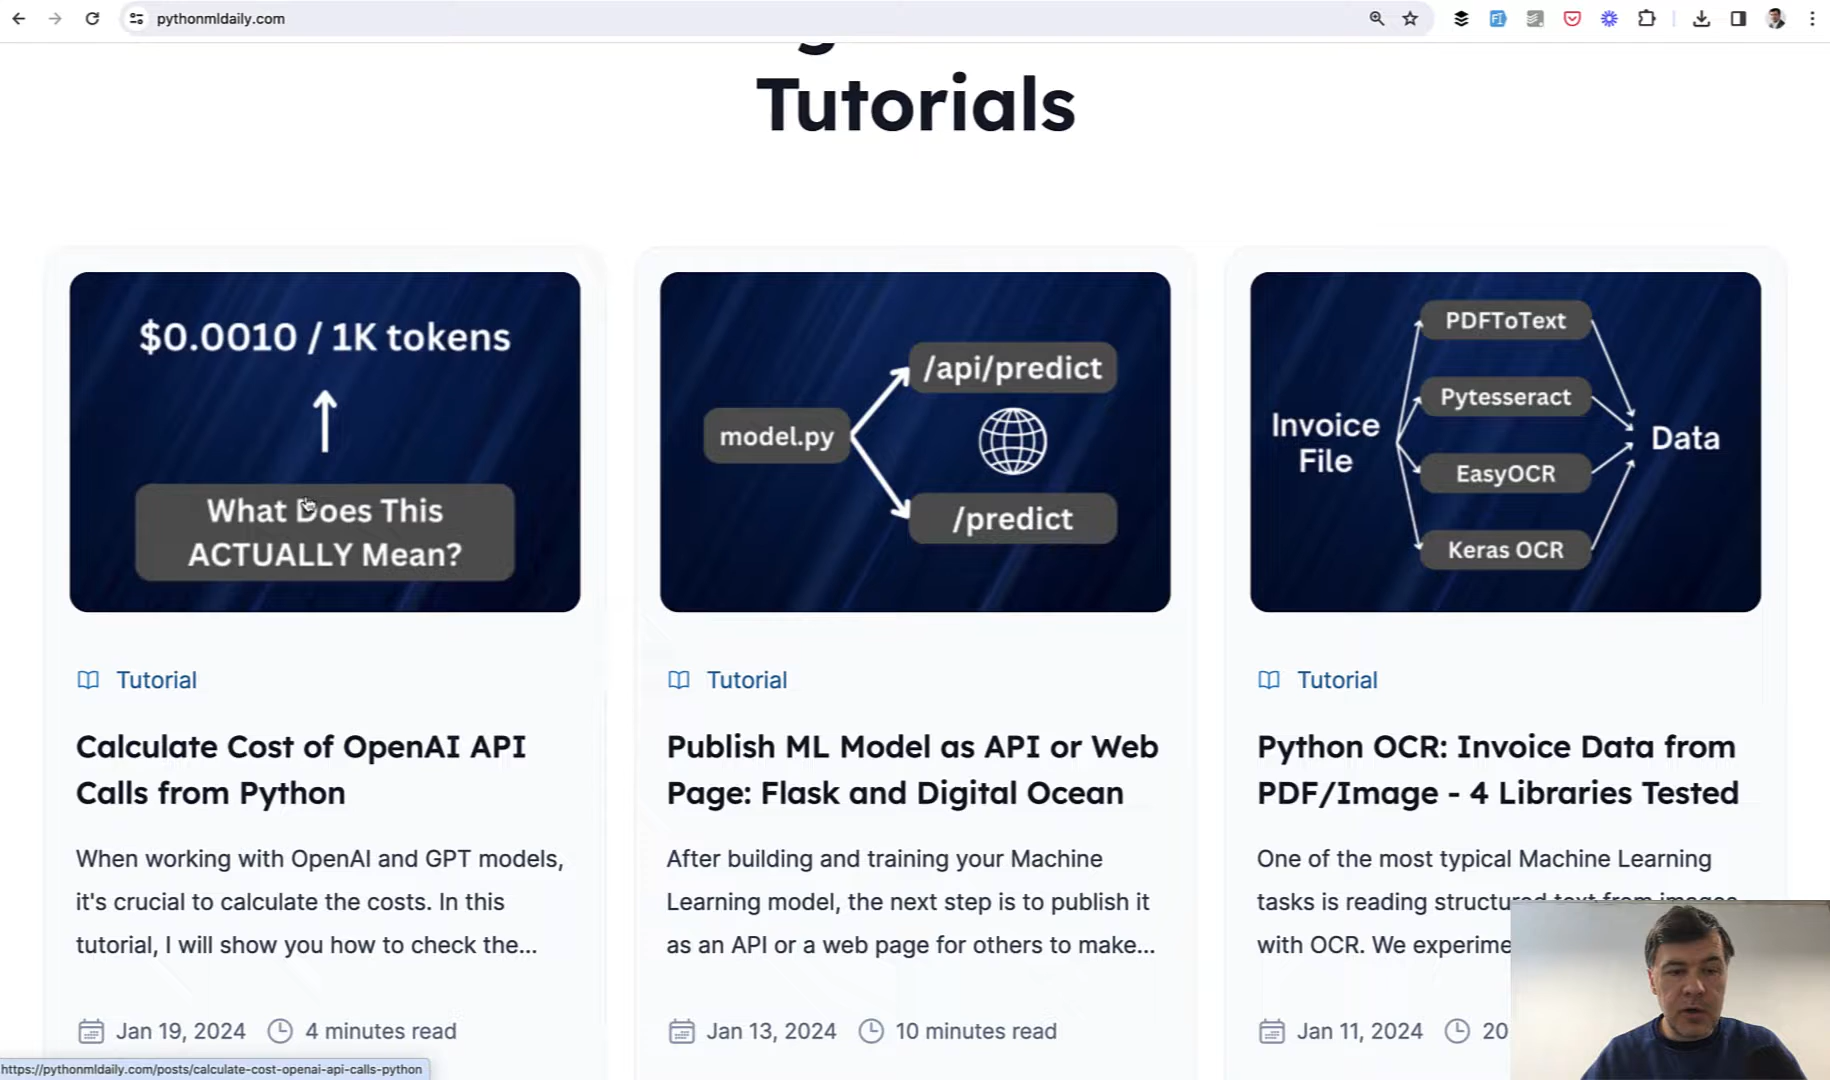 pythonmldaily.com
Tutorials
$0.0010 / 1K tokens
What Does This
ACTUALLY Mean?
Tutorial
Calculate Cost of OpenAI API
Calls from Python
When working with OpenAI and GPT models,
it's crucial to calculate the costs. In this
tutorial, I will show you how to check the...
Jan 19, 2024
4 minutes read
model.py
/api/predict
/predict
Tutorial
Publish ML Model as API or Web
Page: Flask and Digital Ocean
After building and training your Machine
Learning model, the next step is to publish it
as an API or a web page for others to make...
Jan 13, 2024
10 minutes read
Invoice
File
PDFToText
Pytesseract
EasyOCR
Keras OCR
Data
Tutorial
Python OCR: Invoice Data from
PDF/Image - 4 Libraries Tested
One of the most typical Machine Learning
tasks is reading structured text from images
with OCR. We experime
Jan 11, 2024
20
https://pythonmldaily.com/posts/calculate-cost-openai-api-calls-python